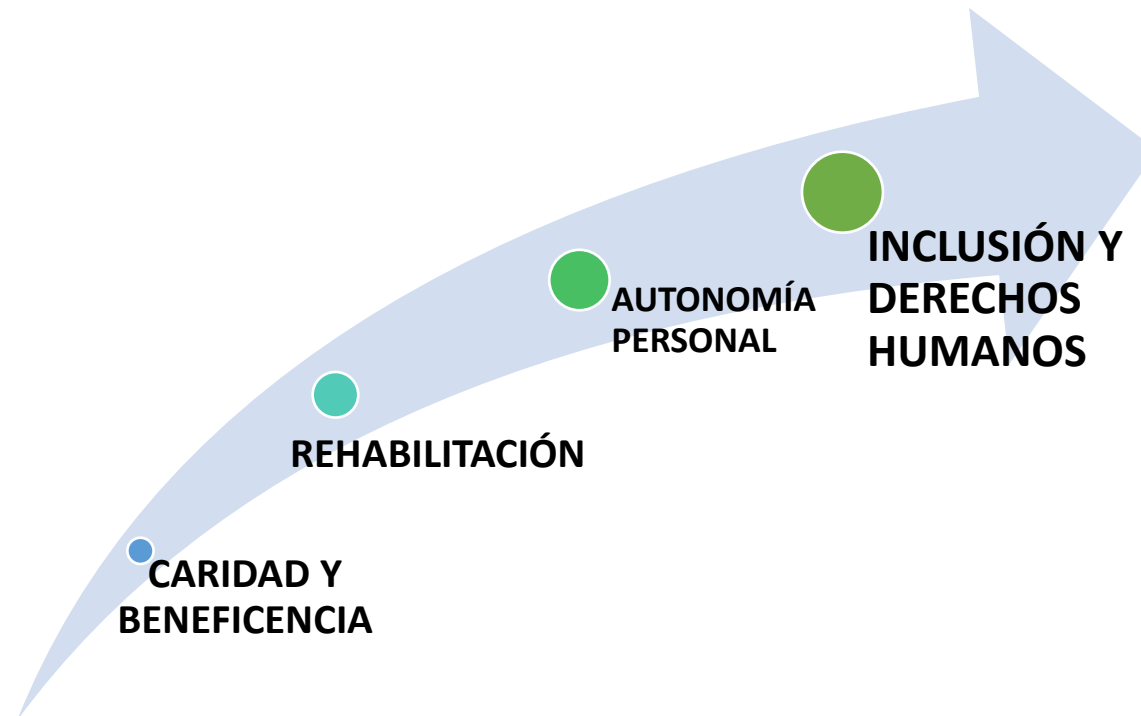 CARIDAD Y
BENEFICENCIA
REHABILITACIÓN
AUTONOMÍA
PERSONAL
INCLUSIÓN Y
DERECHOS
HUMANOS